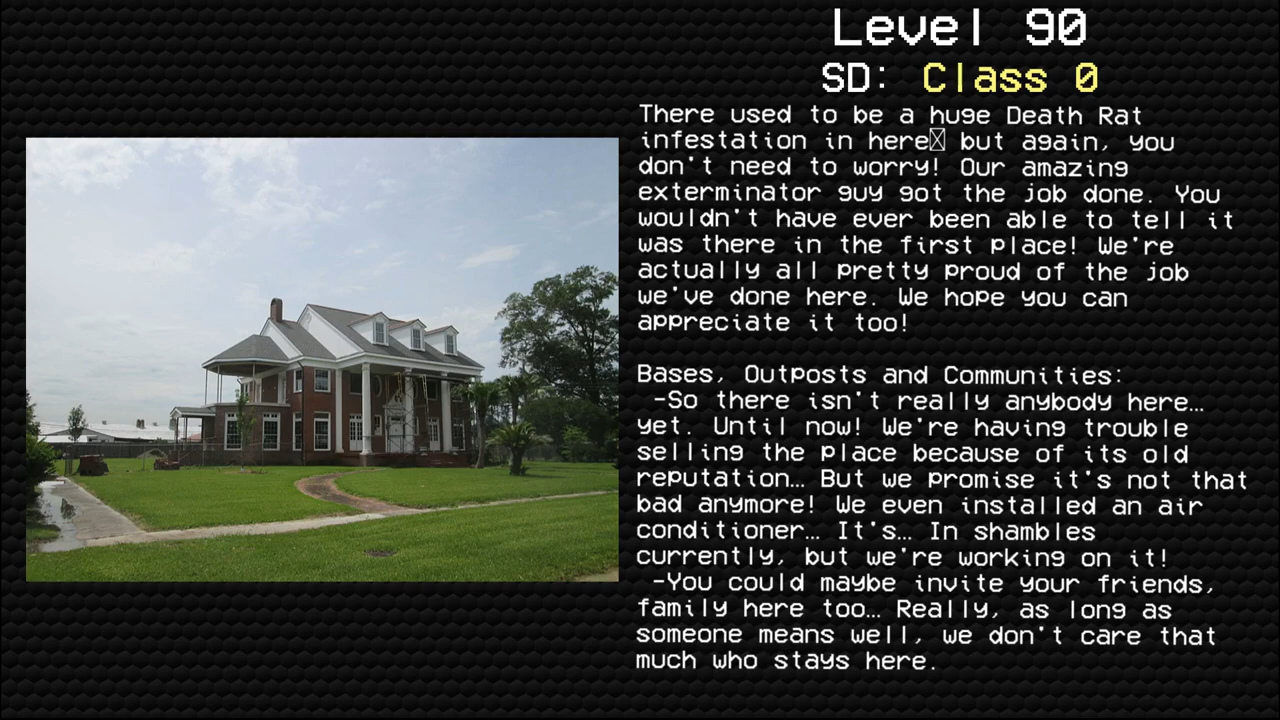 Level 90
SD: Class 0
There used to be a huge Death Rat
infestation in here� but again, you
don't need to worry! Our amazing
exterminator guy got the job done. You
wouldn't have ever been able to tell it
was there in the first place! We're
actually all pretty proud of the job
we've done here. We hope you can
appreciate it too!
Bases, Outposts and Communities:
-So there isn't really anybody here…
yet. Until now! We're having trouble
selling the place because of its old
reputation… But we promise it's not that
bad anymore! We even installed an air
conditioner… It's… In shambles
currently, but we're working on it!
-You could maybe invite your friends,
family here too… Really, as long as
someone means well, we don't care that
much who stays here.